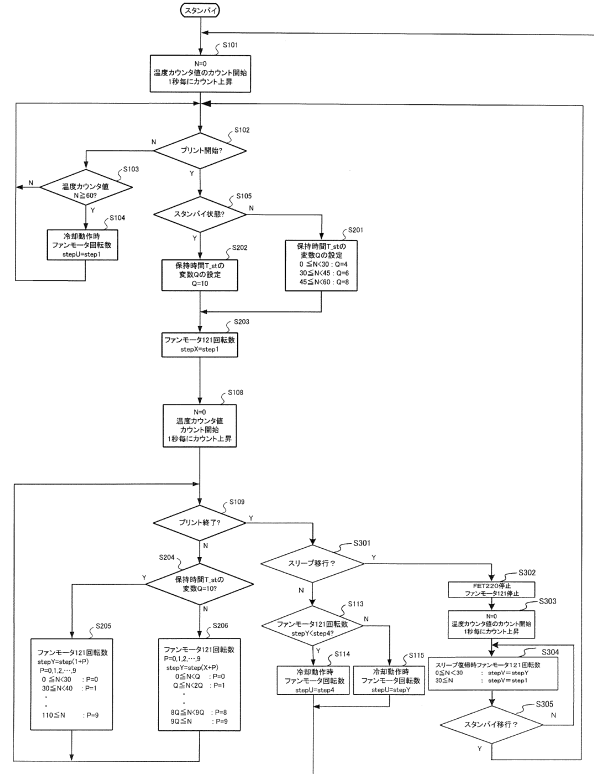 スタンバイ
S101
N=0
温度カウンタ値のカウント開始
1秒毎にカウント上昇
S102
プリント開始?
N
Y
S103
温度カウンタ値
N≧60?
N
Y
S104
冷却動作時
ファンモータ回転数
stepU=step1
S105
スタンバイ状態?
N
Y
S201
保持時間T_stの
変数Qの設定
0 ≦N<30 : Q=4
30≦N<45 : Q=6
45≦N<60 : Q=8
S202
保持時間T_stの
変数Qの設定
Q=10
S203
ファンモータ121回転数
stepX=step1
S108
N=0
温度カウンタ値
カウント開始
1秒毎にカウント上昇
S109
プリント終了?
Y
N
S204
保持時間T_stの
変数Q=10?
Y
N
S205
ファンモータ121回転数
stepY=step(1+P)
P=0,1,2,・・,9
0 ≦N<30 : P=0
30≦N<40 : P=1
・
・
110≦N : P=9
S206
ファンモータ121回転数
P=0,1,2,・・,9
stepY=step(X+P)
0≦N<Q : P=0
Q≦N<2Q : P=1
・
・
8Q≦N<9Q : P=8
9Q≦N : P=9
S301
スリープ移行?
Y
N
S113
ファンモータ121回転数
stepY<step4?
N
Y
S114
冷却動作時
ファンモータ回転数
stepU=step4
S115
冷却動作時
ファンモータ回転数
stepU=stepY
S302
FET220停止
ファンモータ121停止
S303
N=0
温度カウンタ値のカウント開始
1秒毎にカウント上昇
S304
スリープ復帰時ファンモータ121回転数
0≦N<30 : stepY=stepY
30≦N : stepY=step1
S305
スタンバイ移行?
N
Y